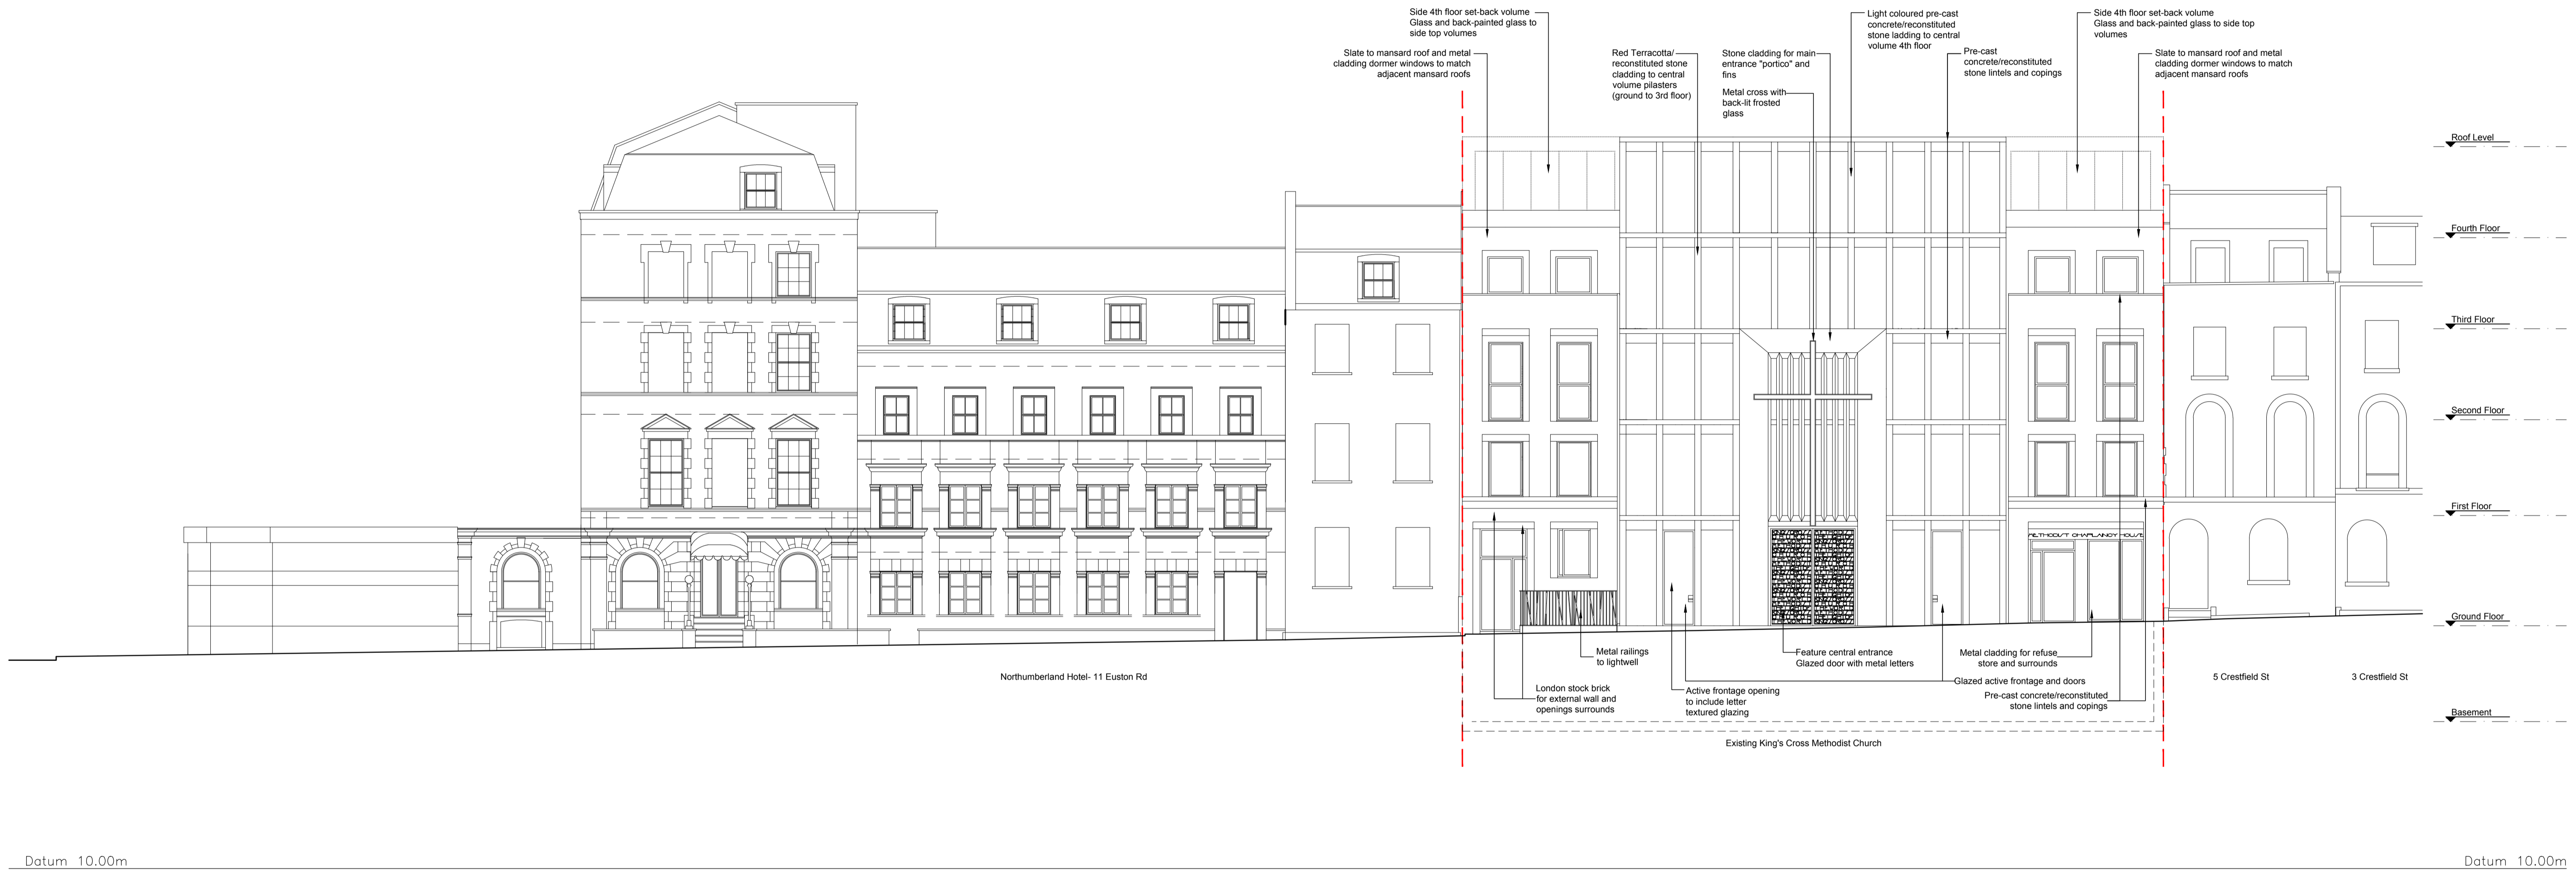 Side 4th floor set-back volume
Glass and back-painted glass to
side top volumes
Slate to mansard roof and metal
cladding dormer windows to match
adjacent mansard roofs
Red Terracotta/
reconstituted stone
cladding to central
volume pilasters
(ground to 3rd floor)
Stone cladding for main
entrance "portico" and
fins
Metal cross with
back-lit frosted
glass
Light coloured pre-cast
concrete/reconstituted
stone ladding to central
volume 4th floor
Pre-cast
concrete/reconstituted
stone lintels and copings
Side 4th floor set-back volume
Glass and back-painted glass to side top
volumes
Slate to mansard roof and metal
cladding dormer windows to match
adjacent mansard roofs
Roof Level
Fourth Floor
Third Floor
Second Floor
First Floor
Ground Floor
Basement
METHODIST CHAPLAINCY HOUSE
Northumberland Hotel- 11 Euston Rd
Metal railings
to lightwell
London stock brick
for external wall and
openings surrounds
Active frontage opening
to include letter
textured glazing
Feature central entrance
Glazed door with metal letters
Metal cladding for refuse
store and surrounds
Glazed active frontage and doors
Pre-cast concrete/reconstituted
stone lintels and copings
5 Crestfield St
3 Crestfield St
Existing King's Cross Methodist Church
Datum 10.00m
Datum 10.00m